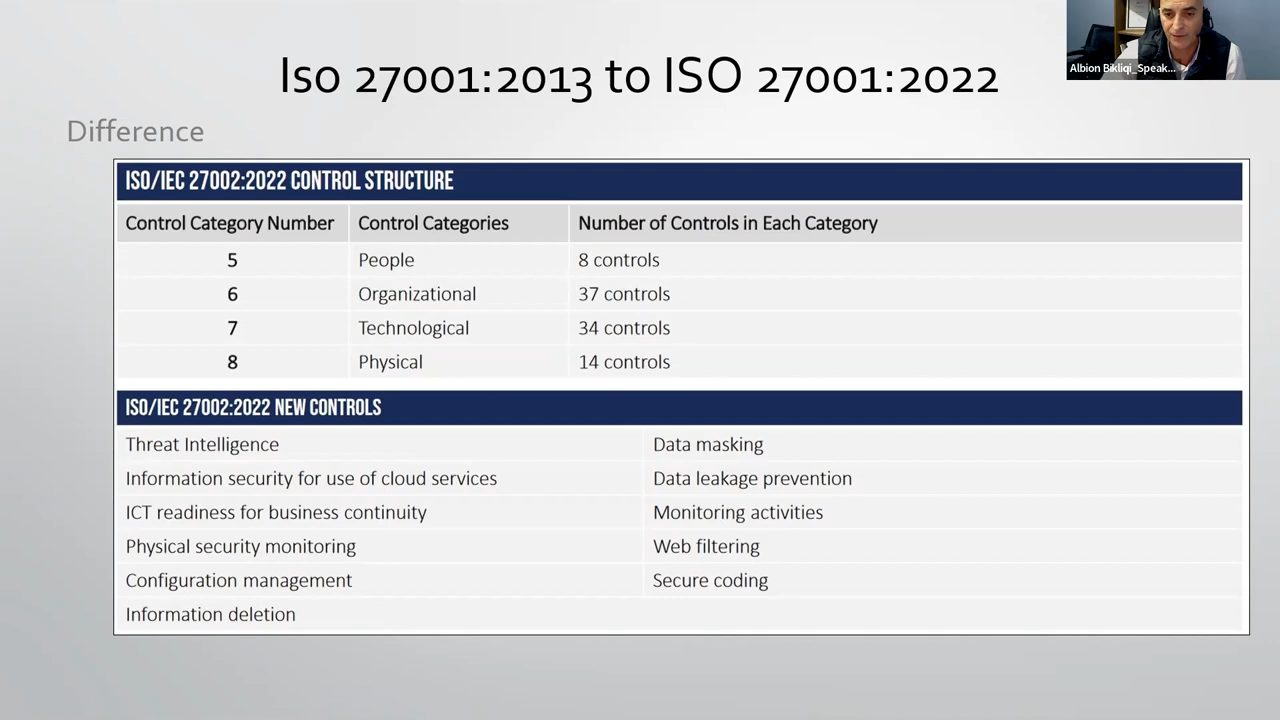 Iso 27001:2013 to ISO 27001:2022
Albion Bikliqi_Speak...
Difference
ISO/IEC 27002:2022 CONTROL STRUCTURE
Control Category Number Control Categories Number of Controls in Each Category
5 People 8 controls
6 Organizational 37 controls
7 Technological 34 controls
8 Physical 14 controls
ISO/IEC 27002:2022 NEW CONTROLS
Threat Intelligence Data masking
Information security for use of cloud services Data leakage prevention
ICT readiness for business continuity Monitoring activities
Physical security monitoring Web filtering
Configuration management Secure coding
Information deletion